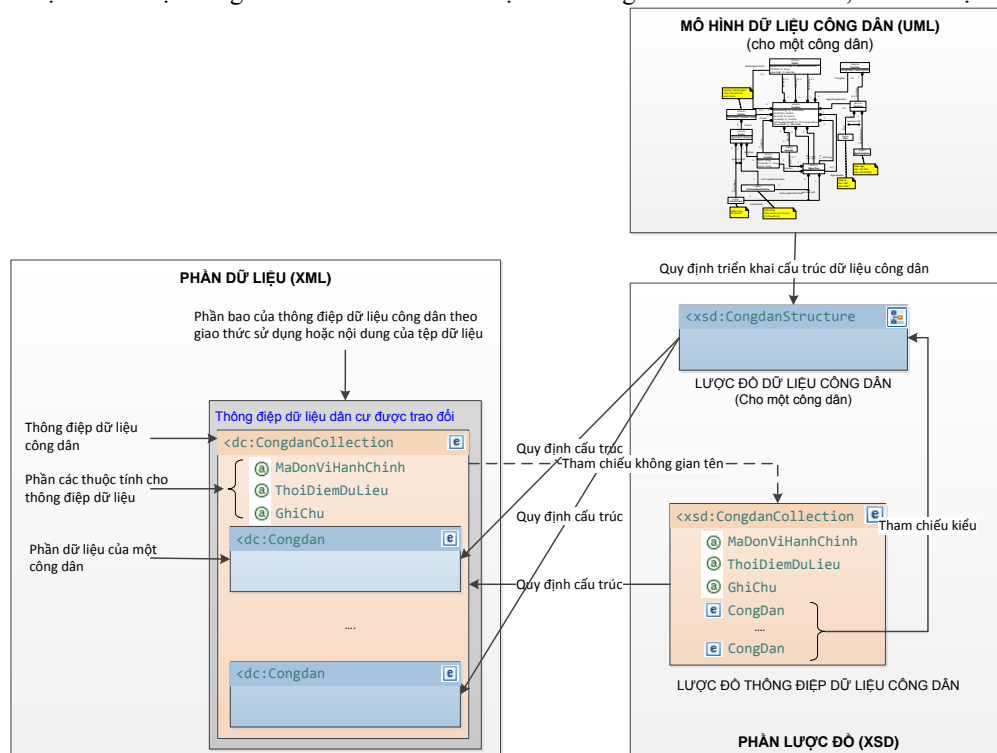 MÔ HÌNH DỮ LIỆU CÔNG DÂN (UML)
(cho một công dân)
Quy định triển khai cấu trúc dữ liệu công dân
PHẦN DỮ LIỆU (XML)
Phần bao của thông điệp dữ liệu công dân theo
giao thức sử dụng hoặc nội dung của tệp dữ liệu
<xsd:CongdanStructure
LƯỢC ĐỒ DỮ LIỆU CÔNG DÂN
(Cho một công dân)
Thông điệp dữ liệu dân cư được trao đổi
Thông điệp dữ liệu
công dân
<dc:CongdanCollection
Quy định cấu trúc
Tham chiếu không gian tên
Phần các thuộc tính cho
thông điệp dữ liệu
MaDonViHanhChinh
ThoiDiemDuLieu
GhiChu
Quy định cấu trúc
<xsd:CongdanCollection
Tham chiếu kiểu
Phần dữ liệu của một
công dân
<dc:Congdan
MaDonViHanhChinh
ThoiDiemDuLieu
GhiChu
Quy định cấu trúc
CongDan
....
CongDan
....
<dc:Congdan
LƯỢC ĐỒ THÔNG ĐIỆP DỮ LIỆU CÔNG DÂN
PHẦN LƯỢC ĐỒ (XSD)